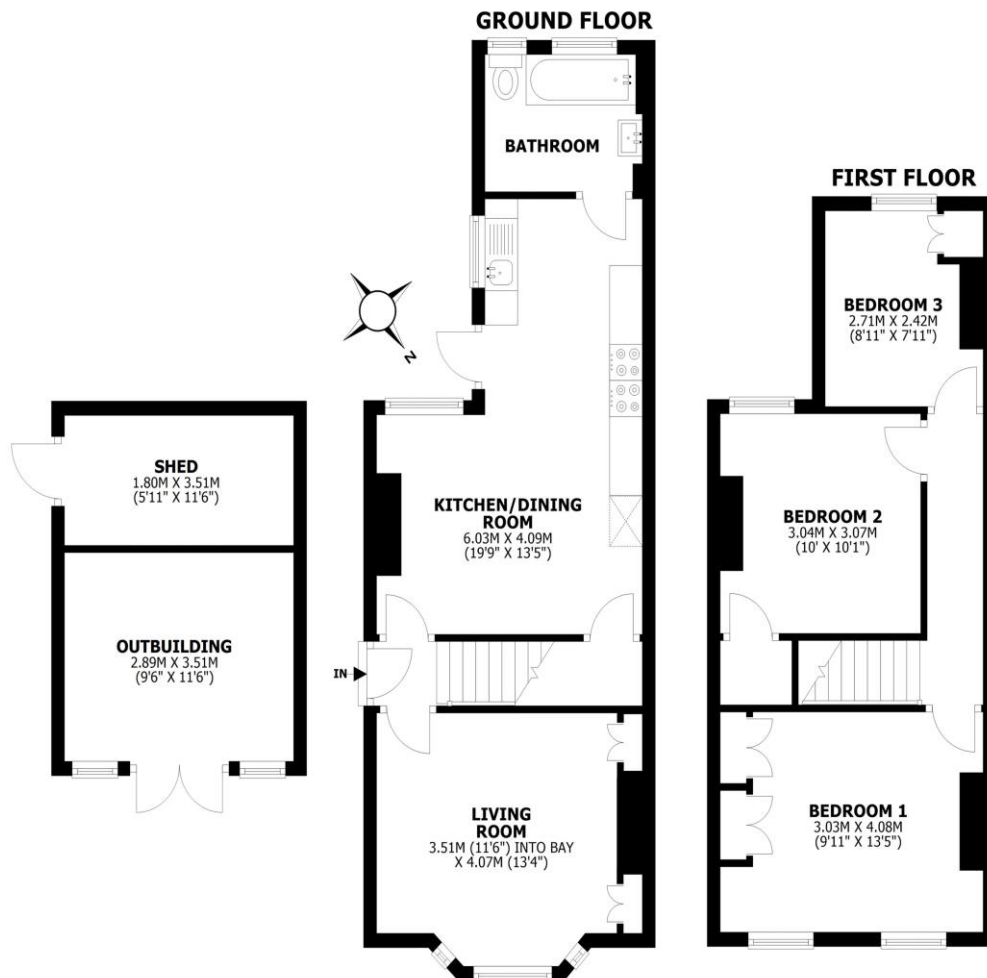 GROUND FLOOR
BATHROOM
FIRST FLOOR
BEDROOM 3
2.71M X 2.42M
(8'11" X 7'11")
N
SHED
1.80M X 3.51M
(5'11" X 11'6")
KITCHEN/DINING
ROOM
6.03M X 4.09M
(19'9" X 13'5")
BEDROOM 2
3.04M X 3.07M
(10' X 10'1")
OUTBUILDING
2.89M X 3.51M
(9'6" X 11'6")
IN
LIVING
ROOM
3.51M (11'6") INTO BAY
X 4.07M (13'4")
BEDROOM 1
3.03M X 4.08M
(9'11" X 13'5")